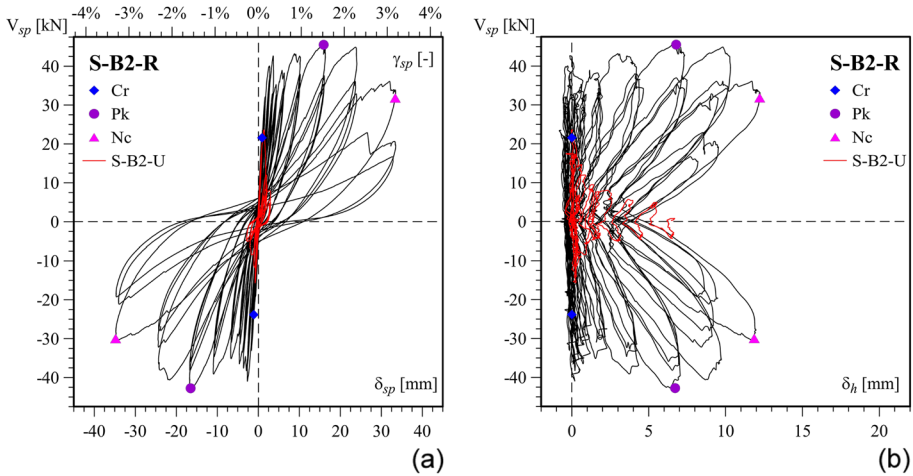 V_sp [kN] -4% -3% -2% -1% 0% 1% 2% 3% 4%
S-B2-R
γ_sp [-]
Cr
Pk
Nc
S-B2-U
40
30
20
10
0
-10
-20
-30
-40
δ_sp [mm]
-40 -30 -20 -10 0 10 20 30 40
(a)
V_sp [kN]
S-B2-R
Cr
Pk
Nc
S-B2-U
40
30
20
10
0
-10
-20
-30
-40
δ_h [mm]
0 5 10 15 20
(b)